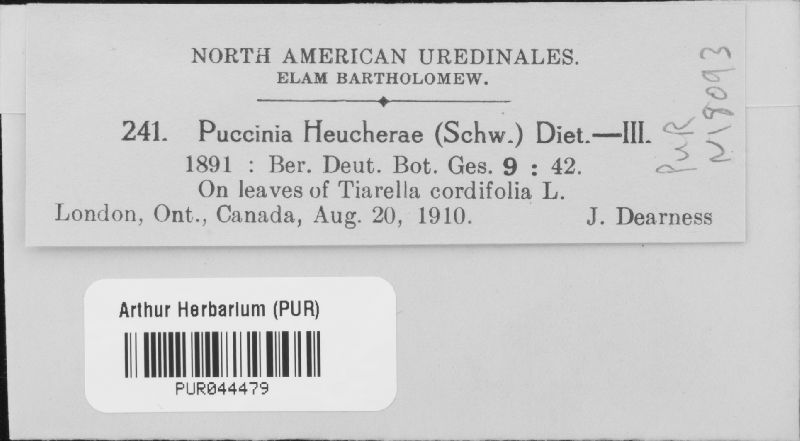 NORTH AMERICAN UREDINALES.
ELAM BARTHOLOMEW.
241. Puccinia Heucherae (Schw.) Diet.—III.
1891 : Ber. Deut. Bot. Ges. 9 : 42.
On leaves of Tiarella cordifolia L.
London, Ont., Canada, Aug. 20, 1910. J. Dearness
PUR
N18093
Arthur Herbarium (PUR)
PUR044479